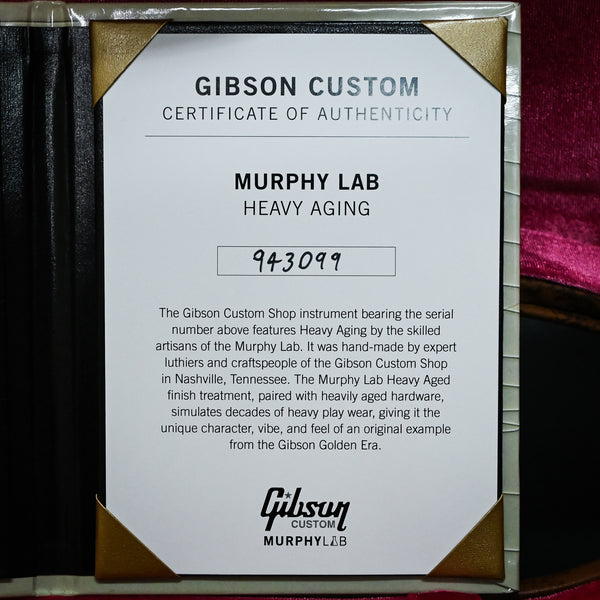 GIBSON CUSTOM
CERTIFICATE OF AUTHENTICITY
MURPHY LAB
HEAVY AGING
943099
The Gibson Custom Shop instrument bearing the serial
number above features Heavy Aging by the skilled
artisans of the Murphy Lab. It was hand-made by expert
luthiers and craftspeople of the Gibson Custom Shop
in Nashville, Tennessee. The Murphy Lab Heavy Aged
finish treatment, paired with heavily aged hardware,
simulates decades of heavy play wear, giving it the
unique character, vibe, and feel of an original example
from the Gibson Golden Era.
Gibson
CUSTOM
MURPHYLAB